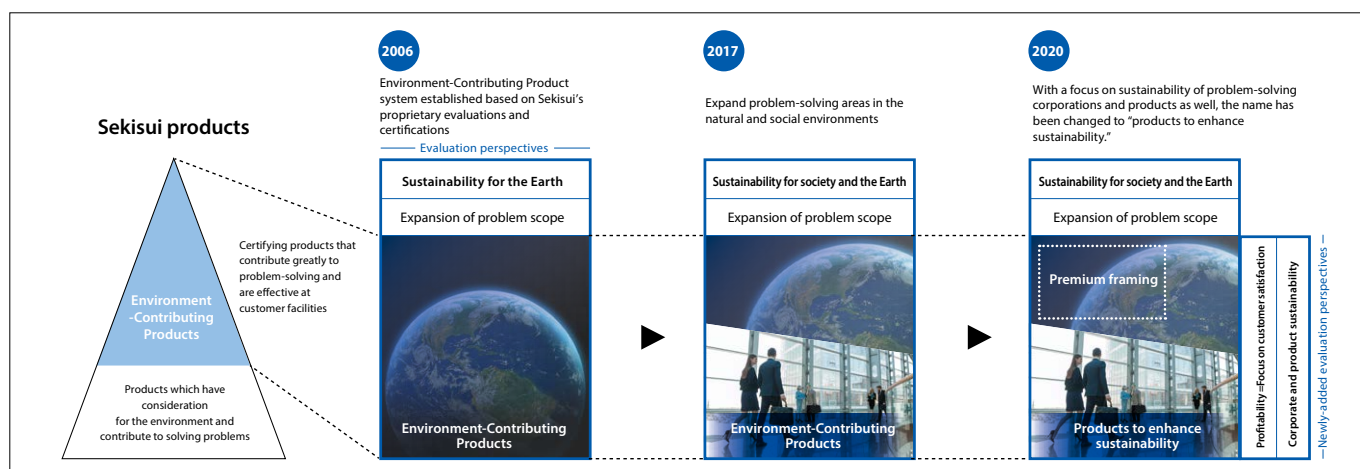 Sekisui products
Environment
-Contributing
Products
Products which have
consideration
for the environment and
contribute to solving problems
Certifying products that
contribute greatly to
problem-solving and
are effective at
customer facilities
2006
Environment-Contributing Product
system established based on Sekisui’s
proprietary evaluations and
certifications
Evaluation perspectives
Sustainability for the Earth
Expansion of problem scope
Environment-Contributing
Products
2017
Expand problem-solving areas in the
natural and social environments
Sustainability for society and the Earth
Expansion of problem scope
Environment-Contributing
Products
2020
With a focus on sustainability of problem-solving
corporations and products as well, the name has
been changed to “products to enhance
sustainability.”
Sustainability for society and the Earth
Expansion of problem scope
Premium framing
Products to enhance
sustainability
Profitability =Focus on customer satisfaction
Corporate and product sustainability
Newly-added evaluation perspectives